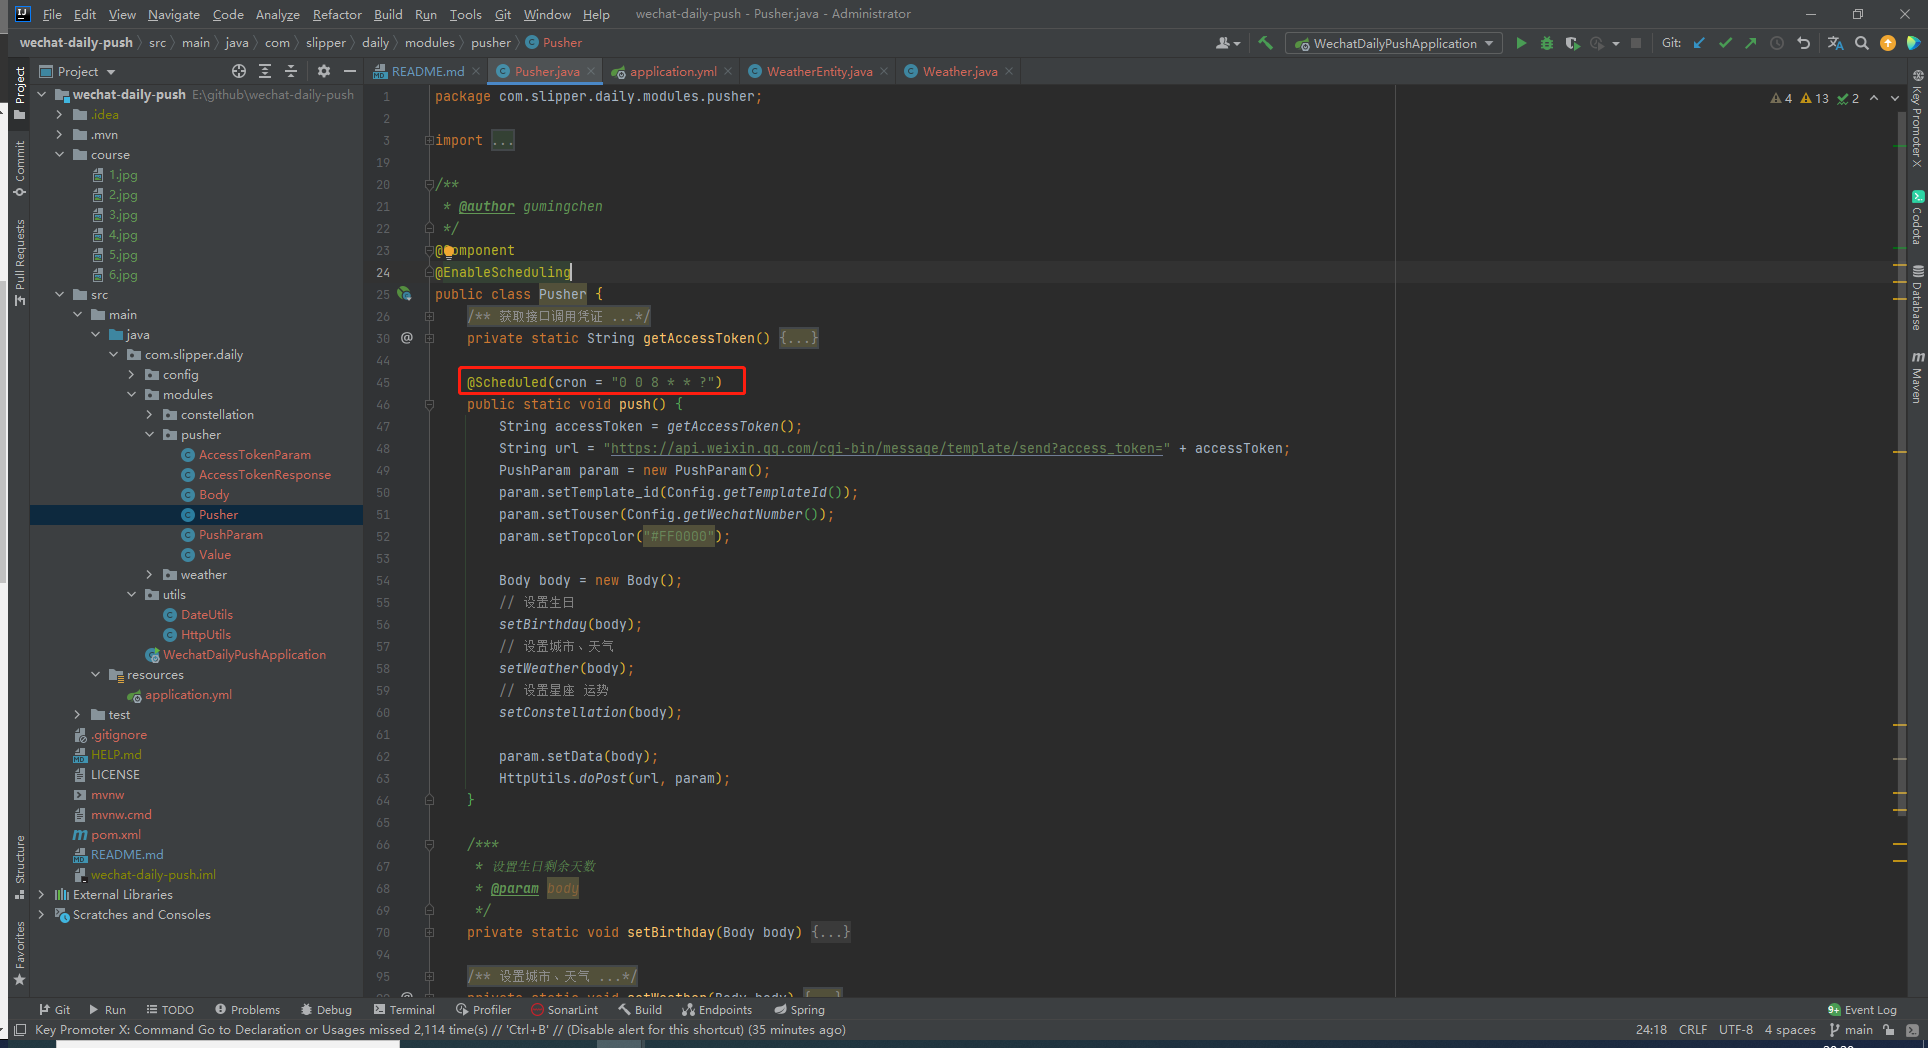 File Edit View Navigate Code Analyze Refactor Build Run Tools Git Window Help wechat-daily-push - Pusher.java - Administrator
wechat-daily-push src main java com slipper daily modules pusher Pusher WechatDailyPushApplication Git:
Project README.md Pusher.java application.yml WeatherEntity.java Weather.java
wechat-daily-push E:\github\wechat-daily-push
.idea
.mvn
course
1.jpg
2.jpg
3.jpg
4.jpg
5.jpg
6.jpg
src
main
java
com.slipper.daily
config
modules
constellation
pusher
AccessTokenParam
AccessTokenResponse
Body
Pusher
PushParam
Value
weather
utils
DateUtils
HttpUtils
WechatDailyPushApplication
resources
application.yml
test
.gitignore
HELP.md
LICENSE
mvnw
mvnw.cmd
pom.xml
README.md
wechat-daily-push.iml
External Libraries
Scratches and Consoles
Project
Commit
Pull Requests
Structure
Favorites
4 13 2
1 package com.slipper.daily.modules.pusher;
2
3 import ...
19
20 /**
21 * @author gumingchen
22 */
23 @Component
24 @EnableScheduling
25 public class Pusher {
26 /** 获取接口调用凭证 ...*/
30 @ private static String getAccessToken() {...}
44
45 @Scheduled(cron = "0 0 8 * * ?")
46 public static void push() {
47 String accessToken = getAccessToken();
48 String url = "https://api.weixin.qq.com/cgi-bin/message/template/send?access_token=" + accessToken;
49 PushParam param = new PushParam();
50 param.setTemplate_id(Config.getTemplateId());
51 param.setTouser(Config.getWechatNumber());
52 param.setTopcolor("#FF0000");
53
54 Body body = new Body();
55 // 设置生日
56 setBirthday(body);
57 // 设置城市、天气
58 setWeather(body);
59 // 设置星座 运势
60 setConstellation(body);
61
62 param.setData(body);
63 HttpUtils.doPost(url, param);
64 }
65
66 /***
67 * 设置生日剩余天数
68 * @param body
69 */
70 private static void setBirthday(Body body) {...}
94
95 /** 设置城市、天气 ...*/
private static void setWeather(Body body) {...}
Key Promoter X
Codota
Database
Maven
Git Run TODO Problems Debug Terminal Profiler SonarLint Build Endpoints Spring 9+ Event Log
Key Promoter X: Command Go to Declaration or Usages missed 2,114 time(s) // 'Ctrl+B' // (Disable alert for this shortcut) (35 minutes ago) 24:18 CRLF UTF-8 4 spaces main